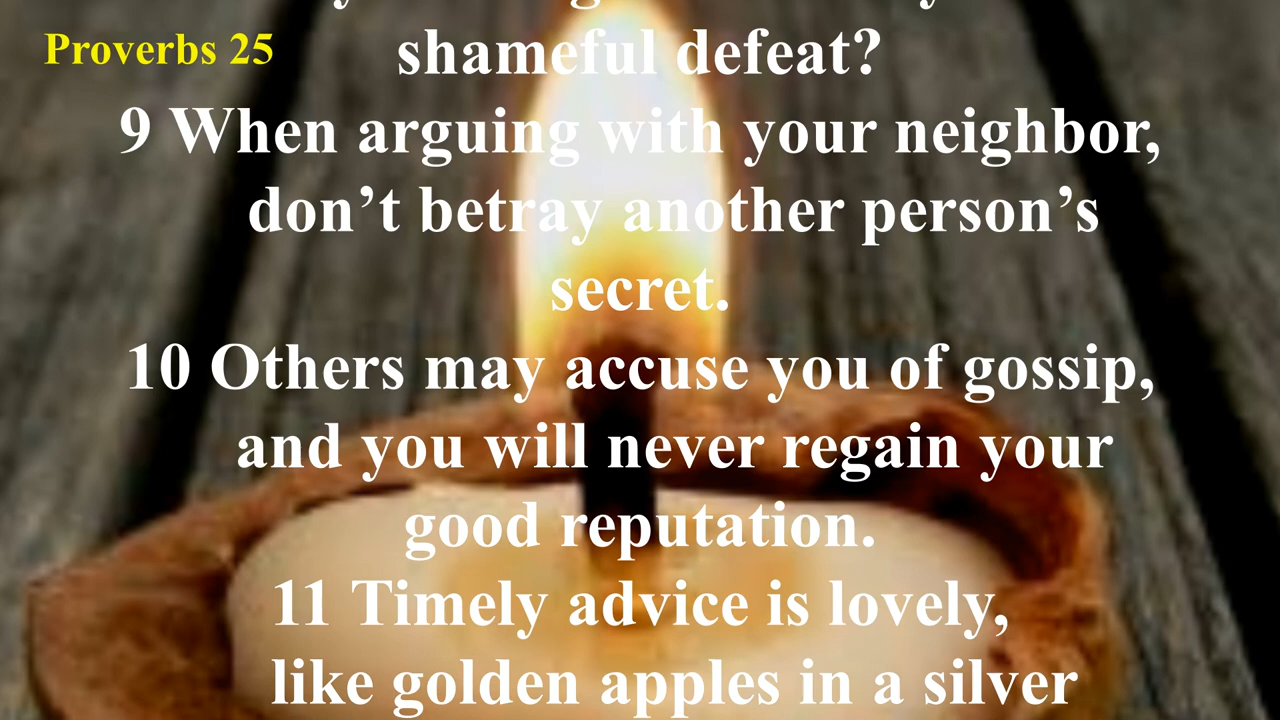 Proverbs 25
shameful defeat?
9 When arguing with your neighbor,
don’t betray another person’s
secret.
10 Others may accuse you of gossip,
and you will never regain your
good reputation.
11 Timely advice is lovely,
like golden apples in a silver